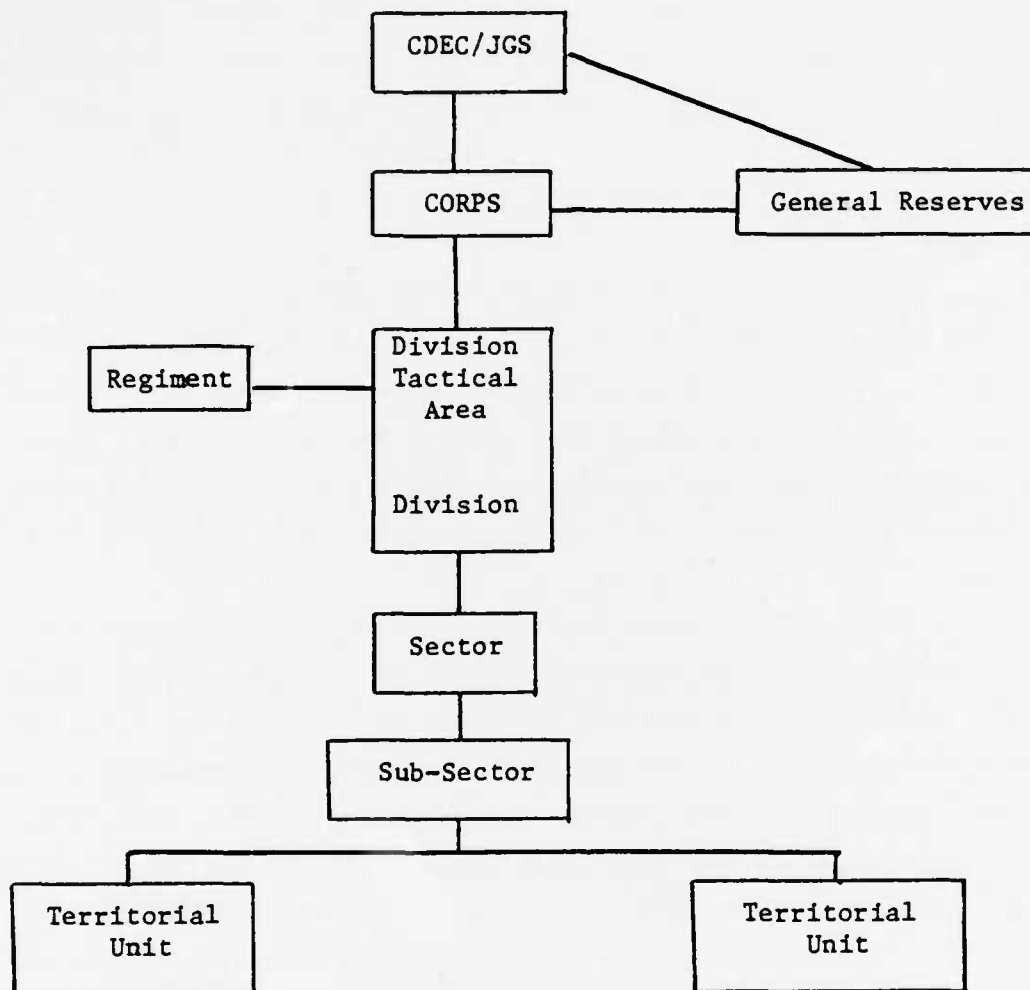 CDEC/JGS
CORPS
General Reserves
Regiment
Division
Tactical
Area
Division
Sector
Sub-Sector
Territorial
Unit
Territorial
Unit